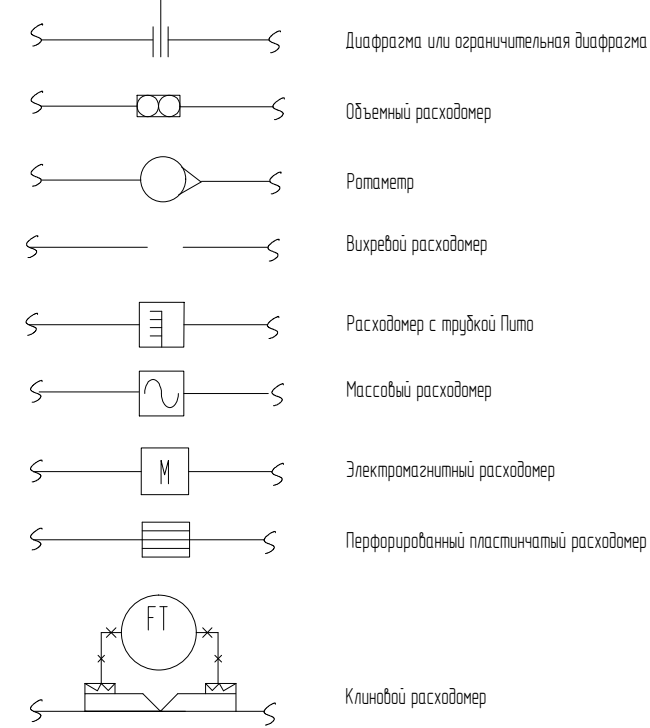 Диафрагма или ограничительная диафрагма
Объемный расходомер
Ротаметр
Вихревой расходомер
Расходомер с трубкой Пито
Массовый расходомер
M
Электромагнитный расходомер
Перфорированный пластинчатый расходомер
FT
Клиновой расходомер